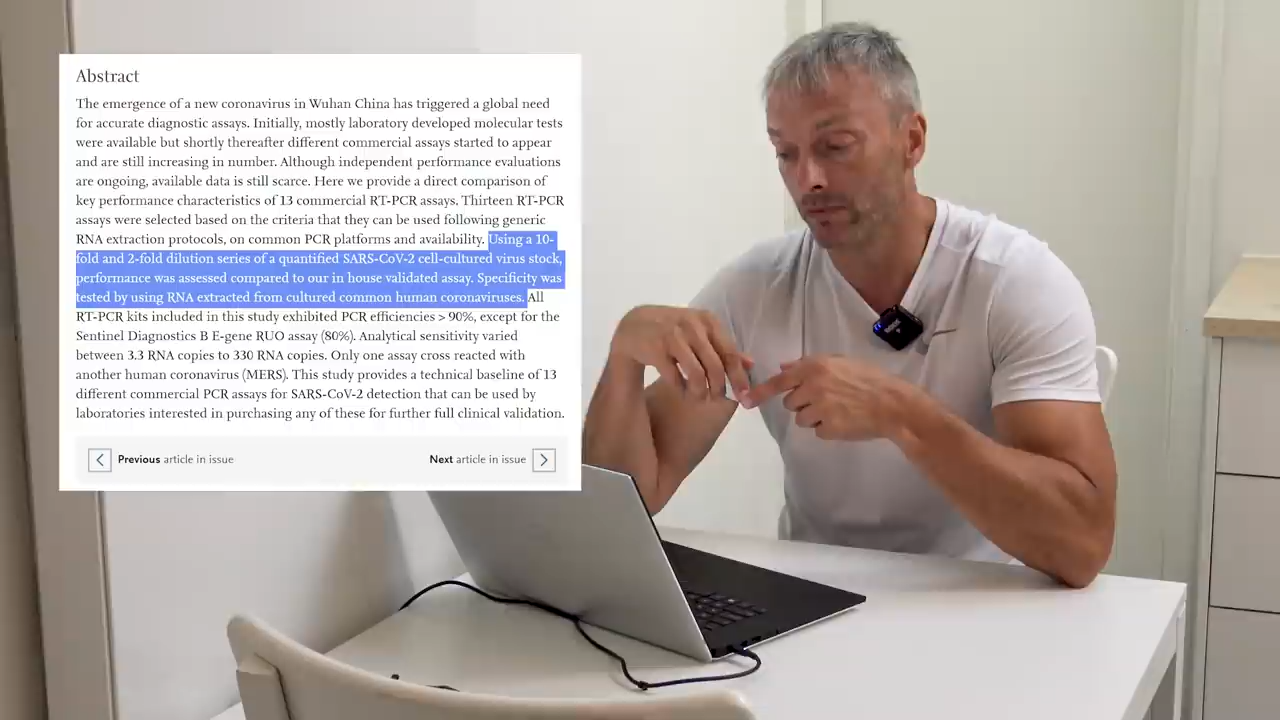 Abstract
The emergence of a new coronavirus in Wuhan China has triggered a global need
for accurate diagnostic assays. Initially, mostly laboratory developed molecular tests
were available but shortly thereafter different commercial assays started to appear
and are still increasing in number. Although independent performance evaluations
are ongoing, available data is still scarce. Here we provide a direct comparison of
key performance characteristics of 13 commercial RT-PCR assays. Thirteen RT-PCR
assays were selected based on the criteria that they can be used following generic
RNA extraction protocols, on common PCR platforms and availability. Using a 10-
fold and 2-fold dilution series of a quantified SARS-CoV-2 cell-cultured virus stock,
performance was assessed compared to our in house validated assay. Specificity was
tested by using RNA extracted from cultured common human coronaviruses. All
RT-PCR kits included in this study exhibited PCR efficiencies > 90%, except for the
Sentinel Diagnostics B E-gene RUO assay (80%). Analytical sensitivity varied
between 3.3 RNA copies to 330 RNA copies. Only one assay cross reacted with
another human coronavirus (MERS). This study provides a technical baseline of 13
different commercial PCR assays for SARS-CoV-2 detection that can be used by
laboratories interested in purchasing any of these for further full clinical validation.
Previous article in issue
Next article in issue